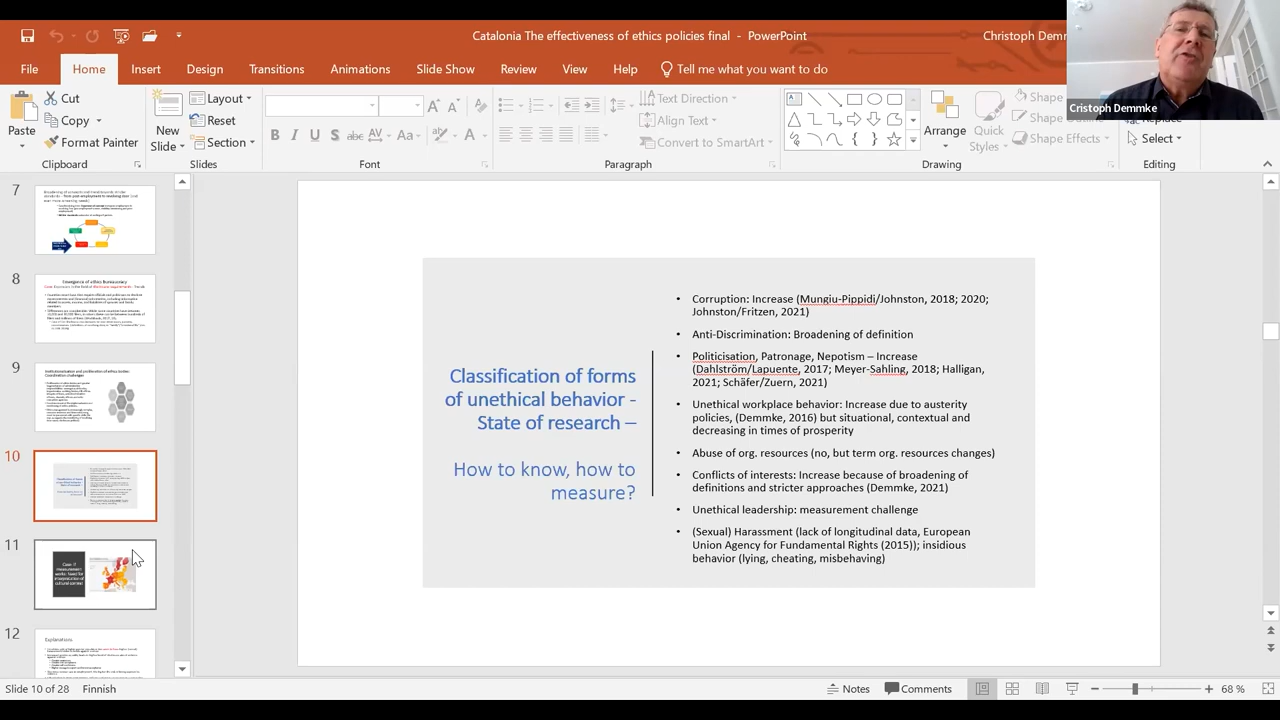 Catalonia The effectiveness of ethics policies final - PowerPoint
Christoph Demm
File Home Insert Design Transitions Animations Slide Show Review View Help Tell me what you want to do
Cristoph Demmke
Paste
Cut
Copy
Format Painter
Clipboard
New Slide
Layout
Reset
Section
Slides
Font
Text Direction
Align Text
Convert to SmartArt
Paragraph
Arrange
Quick Styles
Shape
Shape
Shape Effects
Drawing
Replace
Select
Editing
7
8
Emergence of ethics Bureaucracy
9
10
11
12
Explanations
Classification of forms
of unethical behavior -
State of research –
How to know, how to
measure?
• Corruption-Increase (Mungiu-Pippidi/Johnston, 2018; 2020;
Johnston/Fritzen, 2021)
• Anti-Discrimination: Broadening of definition
• Politicisation, Patronage, Nepotism – Increase
(Dahlström/Lapuente, 2017; Meyer-Sahling, 2018; Halligan,
2021; Schäfer/Zuern, 2021)
• Unethical workplace behavior: Increase due to austerity
policies, (Demmke, 2016) but situational, contextual and
decreasing in times of prosperity
• Abuse of org. resources (no, but term org. resources changes)
• Conflicts of interests: increase because of broadening of
definitions and stricter approaches (Demmke, 2021)
• Unethical leadership: measurement challenge
• (Sexual) Harassment (lack of longitudinal data, European
Union Agency for Fundamental Rights (2015)); insidious
behavior (lying, cheating, misbehaving)
Slide 10 of 28 Finnish
Notes Comments
68 %